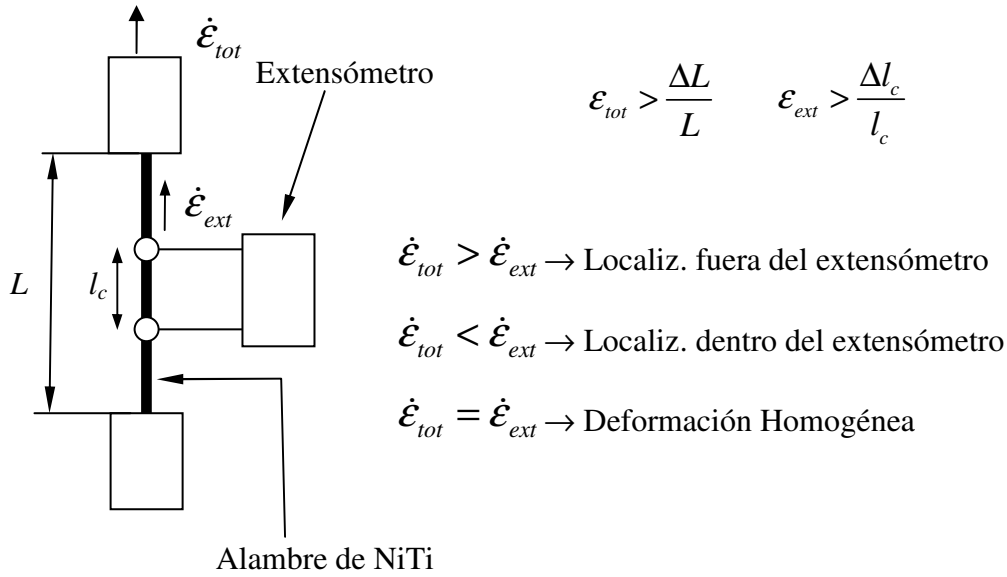 ε̇_tot
Extensómetro
ε_tot > ΔL/L
ε_ext > Δl_c/l_c
ε̇_ext
L
l_c
ε̇_tot > ε̇_ext → Localiz. fuera del extensómetro
ε̇_tot < ε̇_ext → Localiz. dentro del extensómetro
ε̇_tot = ε̇_ext → Deformación Homogénea
Alambre de NiTi